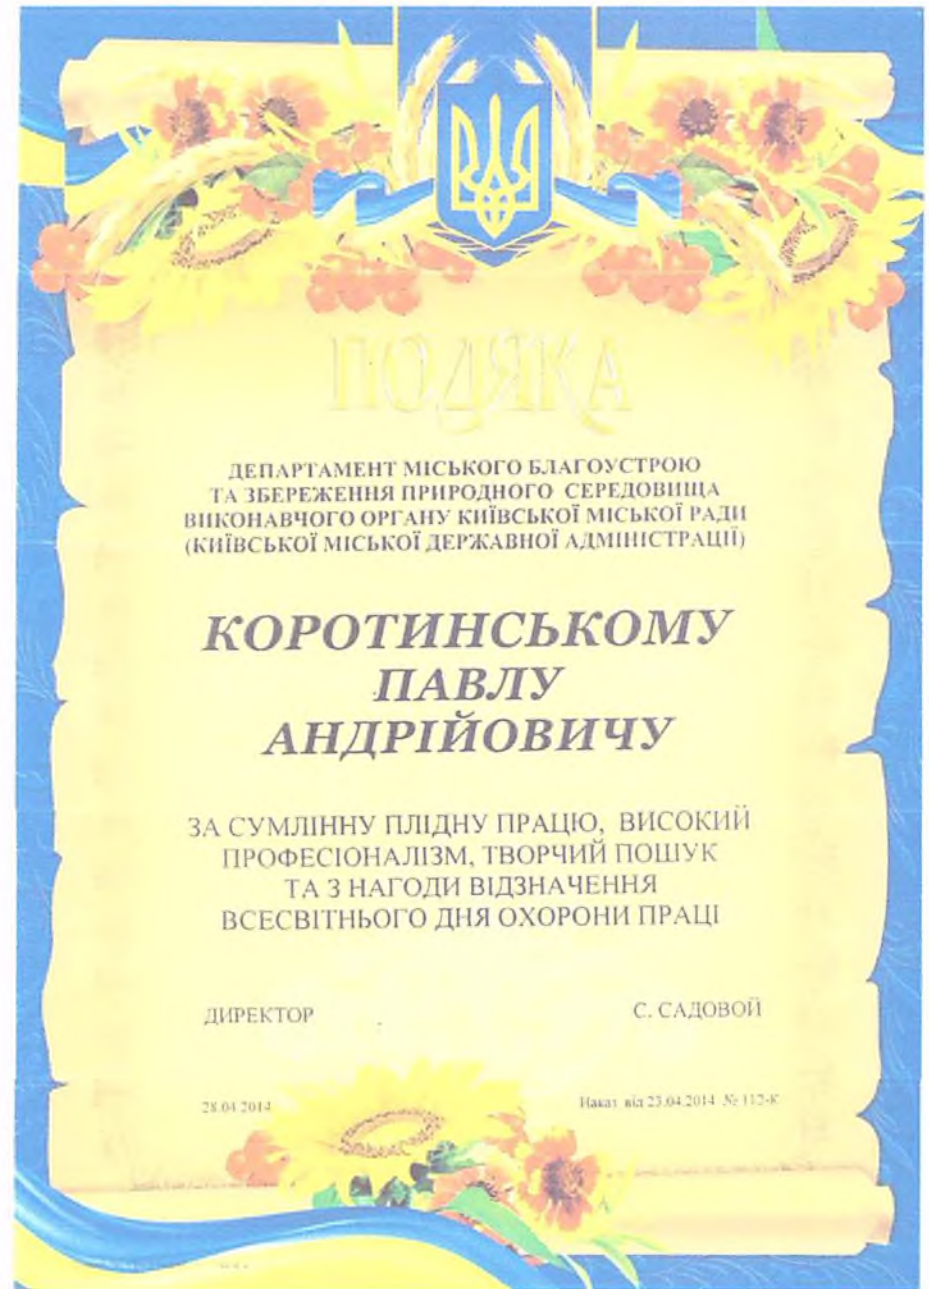 ПОДЯКА
ДЕПАРТАМЕНТ МІСЬКОГО БЛАГОУСТРОЮ
ТА ЗБЕРЕЖЕННЯ ПРИРОДНОГО СЕРЕДОВИЩА
ВИКОНАВЧОГО ОРГАНУ КИЇВСЬКОЇ МІСЬКОЇ РАДИ
(КИЇВСЬКОЇ МІСЬКОЇ ДЕРЖАВНОЇ АДМІНІСТРАЦІЇ)
КОРОТИНСЬКОМУ
ПАВЛУ
АНДРІЙОВИЧУ
ЗА СУМЛІННУ ПЛІДНУ ПРАЦЮ, ВИСОКИЙ
ПРОФЕСІОНАЛІЗМ, ТВОРЧИЙ ПОШУК
ТА З НАГОДИ ВІДЗНАЧЕННЯ
ВСЕСВІТНЬОГО ДНЯ ОХОРОНИ ПРАЦІ
ДИРЕКТОР С. САДОВОЙ
28.04.2014 Наказ від 23.04.2014 № 112-К